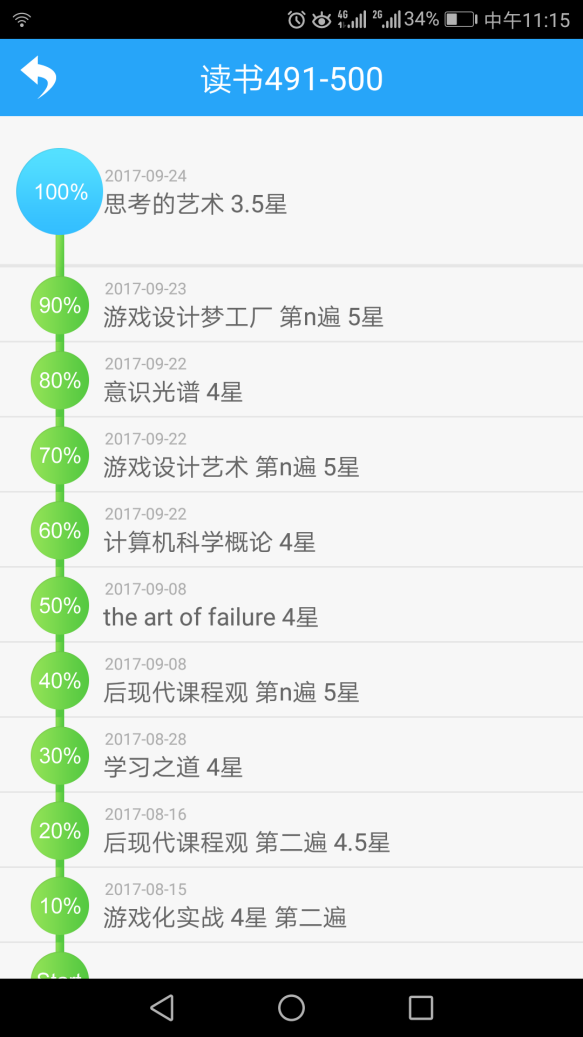 4G 2G 34% 中午11:15
读书491-500
2017-09-24
100% 思考的艺术 3.5星
2017-09-23
90% 游戏设计梦工厂 第n遍 5星
2017-09-22
80% 意识光谱 4星
2017-09-22
70% 游戏设计艺术 第n遍 5星
2017-09-22
60% 计算机科学概论 4星
2017-09-08
50% the art of failure 4星
2017-09-08
40% 后现代课程观 第n遍 5星
2017-08-28
30% 学习之道 4星
2017-08-16
20% 后现代课程观 第二遍 4.5星
2017-08-15
10% 游戏化实战 4星 第二遍
Start